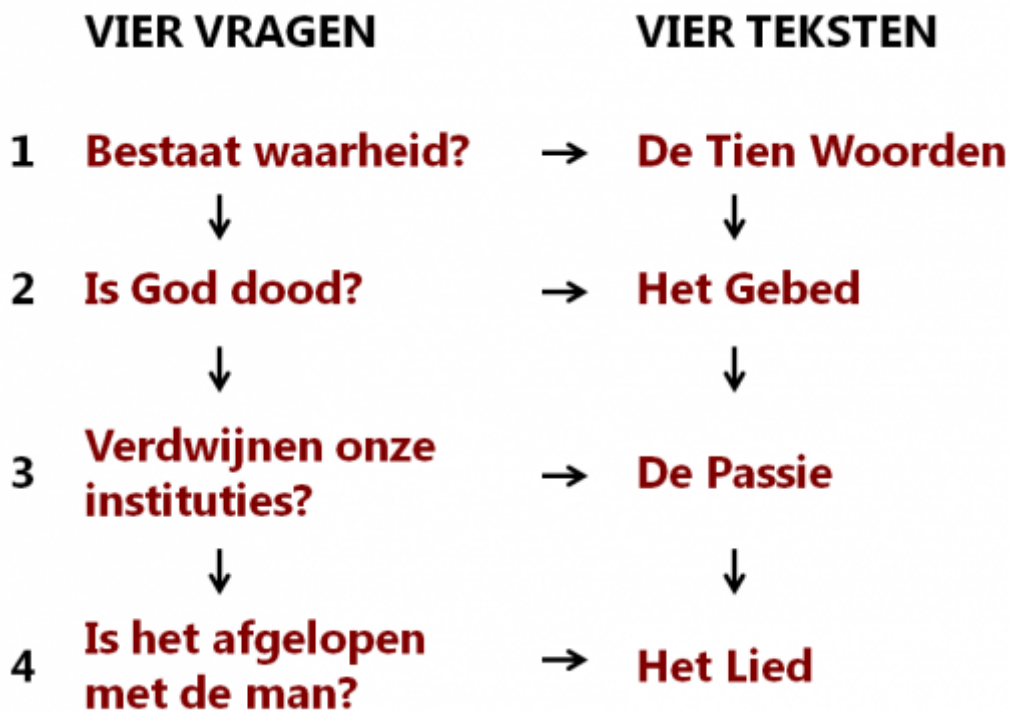 VIER VRAGEN VIER TEKSTEN
1 Bestaat waarheid? → De Tien Woorden
↓ ↓
2 Is God dood? → Het Gebed
↓ ↓
Verdwijnen onze
3 instituties? → De Passie
↓ ↓
Is het afgelopen
4 met de man? → Het Lied